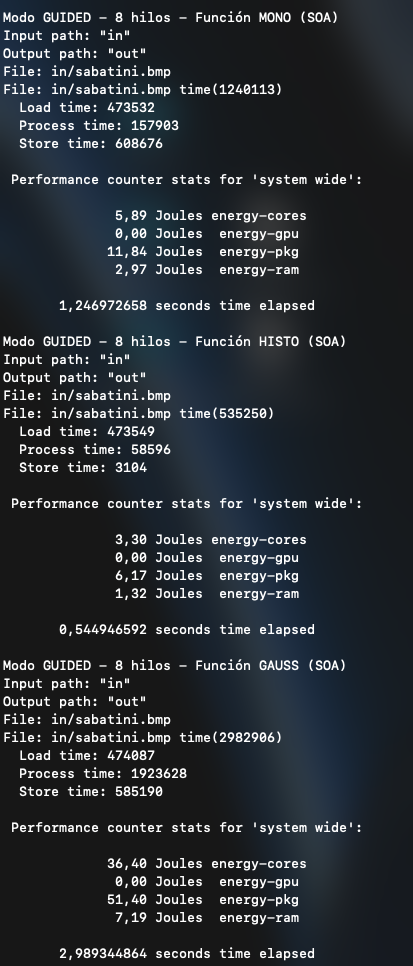 Modo GUIDED – 8 hilos – Función MONO (SOA)
Input path: "in"
Output path: "out"
File: in/sabatini.bmp
File: in/sabatini.bmp time(1240113)
  Load time: 473532
  Process time: 157903
  Store time: 608676

 Performance counter stats for 'system wide':

              5,89 Joules energy-cores
              0,00 Joules  energy-gpu
             11,84 Joules  energy-pkg
              2,97 Joules  energy-ram

       1,246972658 seconds time elapsed

Modo GUIDED – 8 hilos – Función HISTO (SOA)
Input path: "in"
Output path: "out"
File: in/sabatini.bmp
File: in/sabatini.bmp time(535250)
  Load time: 473549
  Process time: 58596
  Store time: 3104

 Performance counter stats for 'system wide':

              3,30 Joules energy-cores
              0,00 Joules  energy-gpu
              6,17 Joules  energy-pkg
              1,32 Joules  energy-ram

       0,544946592 seconds time elapsed

Modo GUIDED – 8 hilos – Función GAUSS (SOA)
Input path: "in"
Output path: "out"
File: in/sabatini.bmp
File: in/sabatini.bmp time(2982906)
  Load time: 474087
  Process time: 1923628
  Store time: 585190

 Performance counter stats for 'system wide':

             36,40 Joules energy-cores
              0,00 Joules  energy-gpu
             51,40 Joules  energy-pkg
              7,19 Joules  energy-ram

       2,989344864 seconds time elapsed